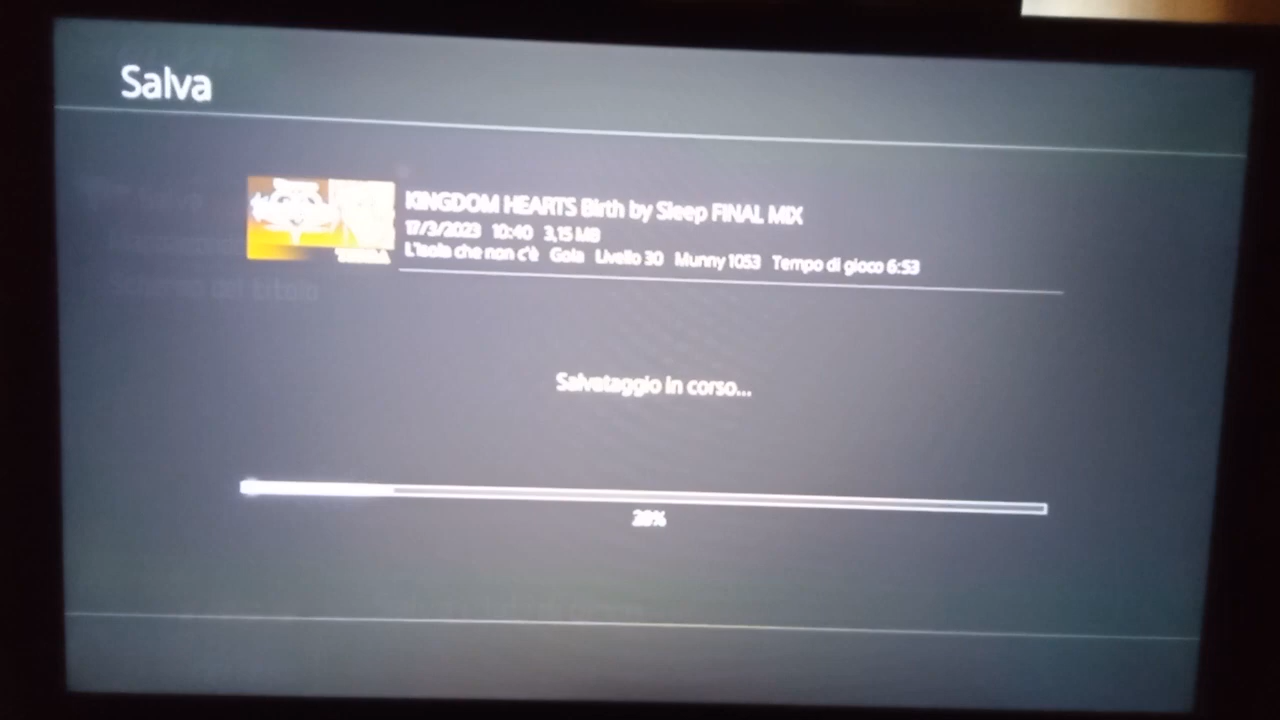 Salva
KINGDOM HEARTS Birth by Sleep FINAL MIX
17/3/2023 10:40 3,15 MB
L'Isola che non c'è Gola Livello 30 Munny 1053 Tempo di gioco 6:53
Salvataggio in corso...